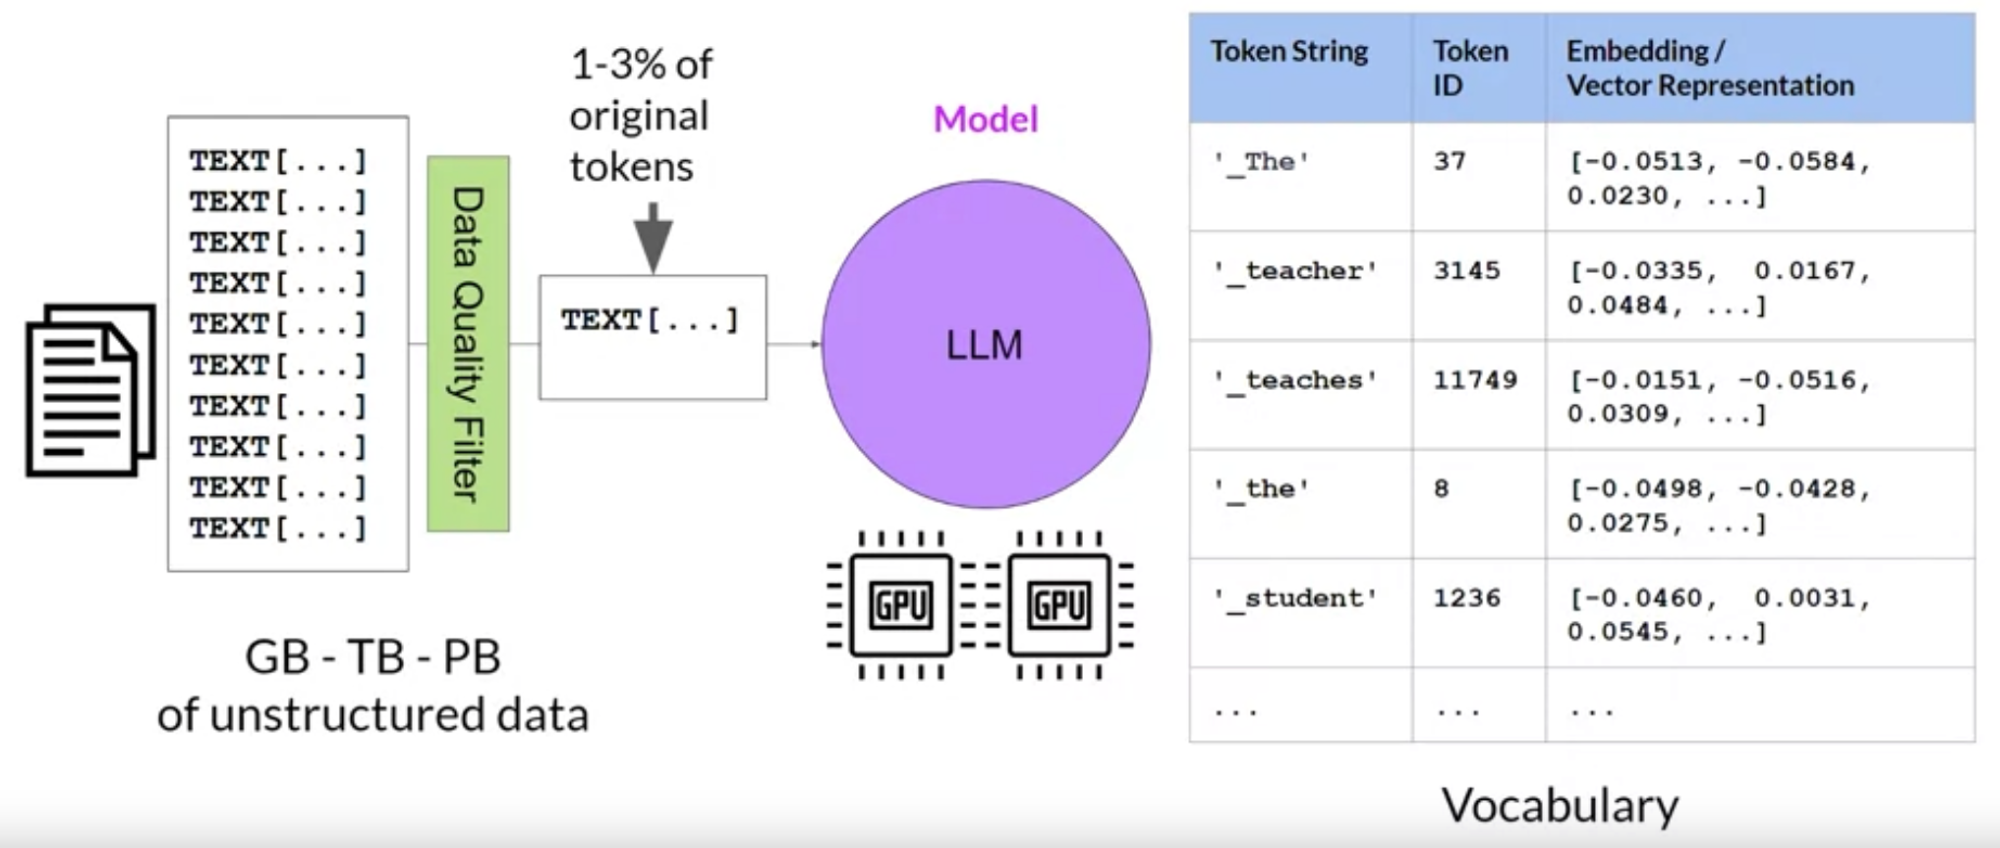 TEXT[...]
TEXT[...]
TEXT[...]
TEXT[...]
TEXT[...]
TEXT[...]
TEXT[...]
TEXT[...]
TEXT[...]
TEXT[...]
GB - TB - PB
of unstructured data
Data Quality Filter
1-3% of
original
tokens
TEXT[...]
Model
LLM
GPU
GPU
Token String
Token
ID
Embedding /
Vector Representation
'_The'
37
[-0.0513, -0.0584,
0.0230, ...]
'_teacher'
3145
[-0.0335, 0.0167,
0.0484, ...]
'_teaches'
11749
[-0.0151, -0.0516,
0.0309, ...]
'_the'
8
[-0.0498, -0.0428,
0.0275, ...]
'_student'
1236
[-0.0460, 0.0031,
0.0545, ...]
...
...
...
Vocabulary